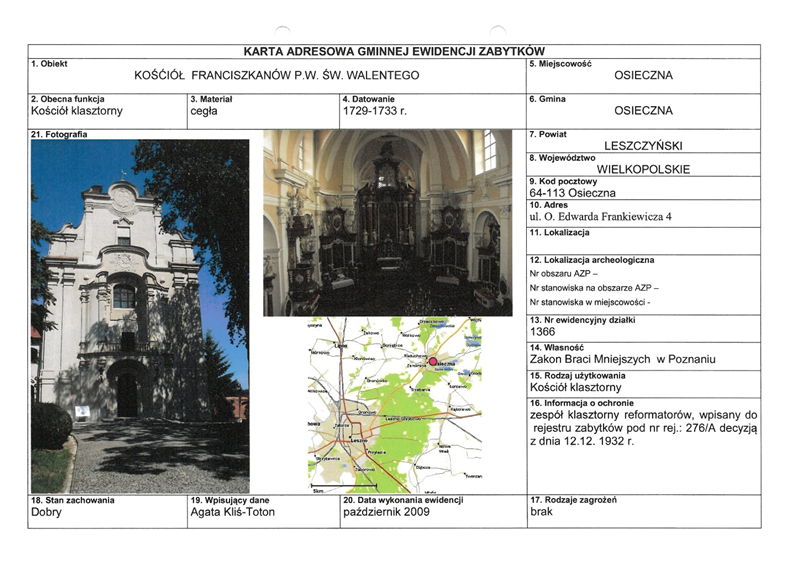 KARTA ADRESOWA GMINNEJ EWIDENCJI ZABYTKÓW
1. Obiekt
KOŚĆIÓŁ FRANCISZKANÓW P.W. ŚW. WALENTEGO
5. Miejscowość
OSIECZNA
2. Obecna funkcja
Kościół klasztorny
3. Materiał
cegła
4. Datowanie
1729-1733 r.
6. Gmina
OSIECZNA
21. Fotografia
7. Powiat
LESZCZYŃSKI
8. Województwo
WIELKOPOLSKIE
9. Kod pocztowy
64-113 Osieczna
10. Adres
ul. O. Edwarda Frankiewicza 4
11. Lokalizacja
12. Lokalizacja archeologiczna
Nr obszaru AZP –
Nr stanowiska na obszarze AZP –
Nr stanowiska w miejscowości -
13. Nr ewidencyjny działki
1366
14. Własność
Zakon Braci Mniejszych w Poznaniu
15. Rodzaj użytkowania
Kościół klasztorny
16. Informacja o ochronie
zespół klasztorny reformatorów, wpisany do
rejestru zabytków pod nr rej.: 276/A decyzją
z dnia 12.12. 1932 r.
Leszno
5km
18. Stan zachowania
Dobry
19. Wpisujący dane
Agata Kliś-Toton
20. Data wykonania ewidencji
październik 2009
17. Rodzaje zagrożeń
brak